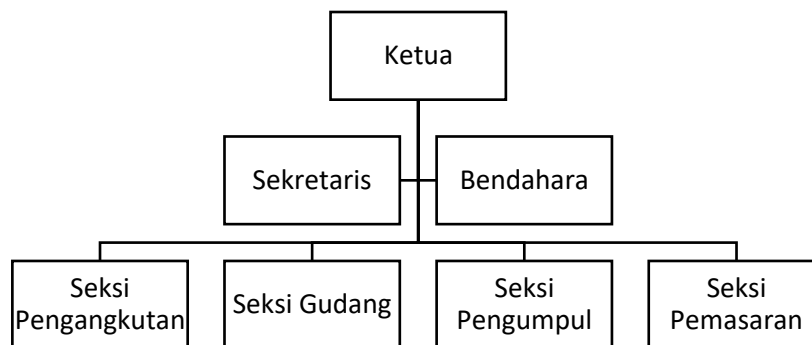 Ketua
Sekretaris
Bendahara
Seksi
Pengangkutan
Seksi Gudang
Seksi
Pengumpul
Seksi
Pemasaran